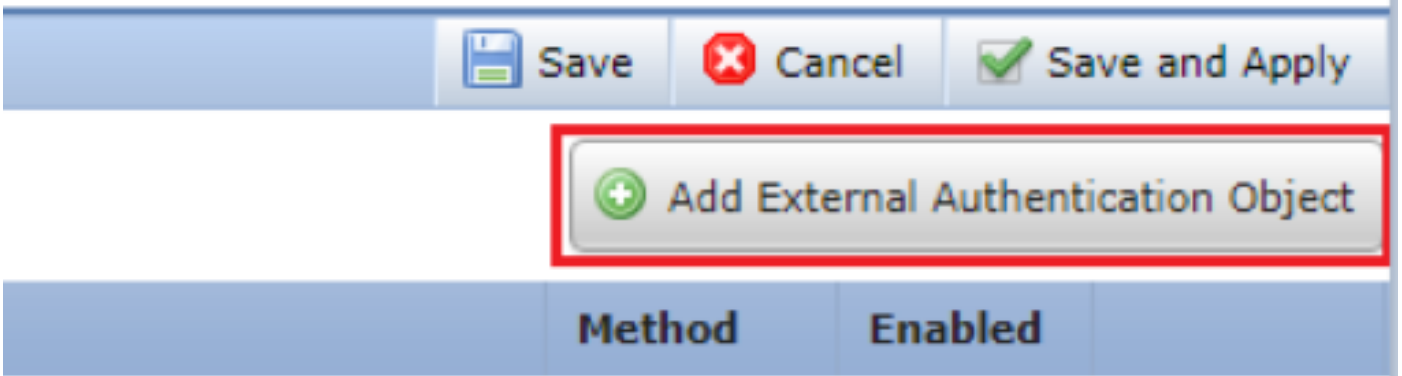 Save Cancel Save and Apply
Add External Authentication Object
Method Enabled